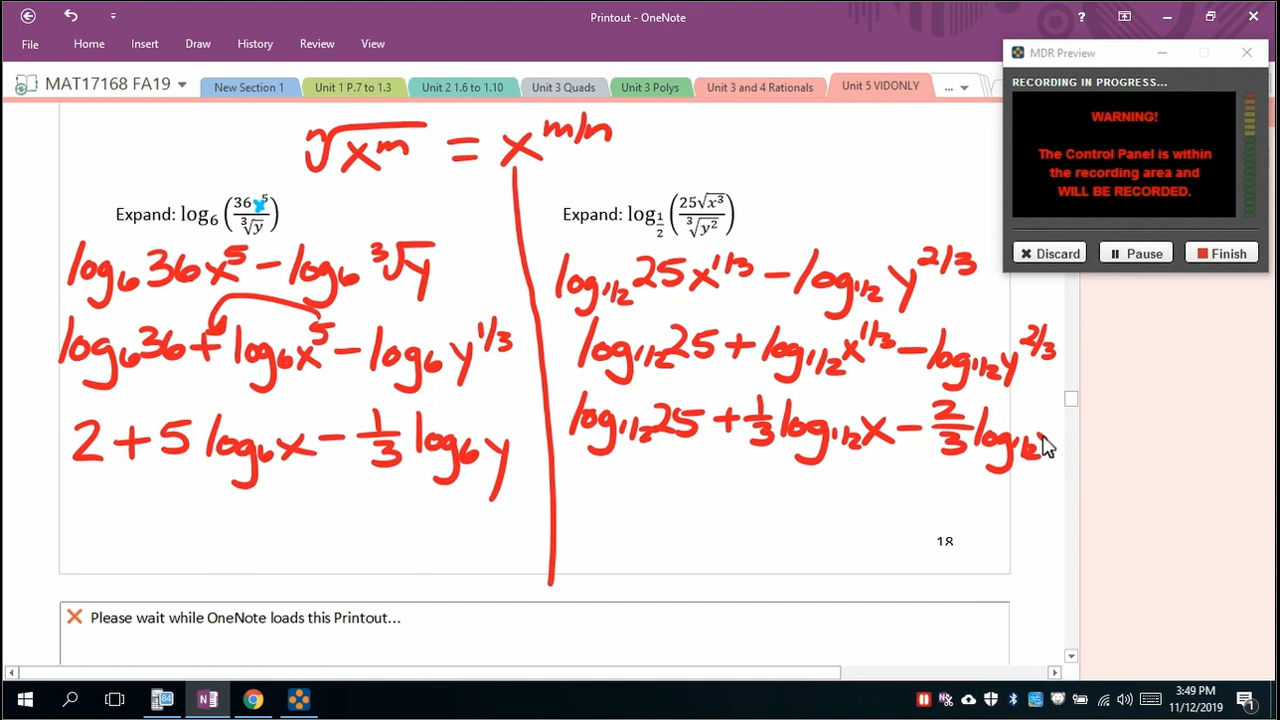 Printout - OneNote
?
File Home Insert Draw History Review View
MAT17168 FA19
New Section 1
Unit 1 P.7 to 1.3
Unit 2 1.6 to 1.10
Unit 3 Quads
Unit 3 Polys
Unit 3 and 4 Rationals
Unit 5 VIDONLY
...
MDR Preview
RECORDING IN PROGRESS...
WARNING!
The Control Panel is within
the recording area and
WILL BE RECORDED.
Discard Pause Finish
ⁿ√x^m = x^(m/n)
Expand: log₆ (36x⁵/∛y)
log₆ 36x⁵ − log₆ ∛y
log₆ 36 + log₆ x⁵ − log₆ y^(1/3)
2 + 5 log₆ x − 1/3 log₆ y
Expand: log_(1/2) (25√x³/∛y²)
log_(1/2) 25x^(1/3) − log_(1/2) y^(2/3)
log_(1/2) 25 + log_(1/2) x^(1/3) − log_(1/2) y^(2/3)
log_(1/2) 25 + 1/3 log_(1/2) x − 2/3 log_(1/2)
18
Please wait while OneNote loads this Printout...
3:49 PM
11/12/2019
1